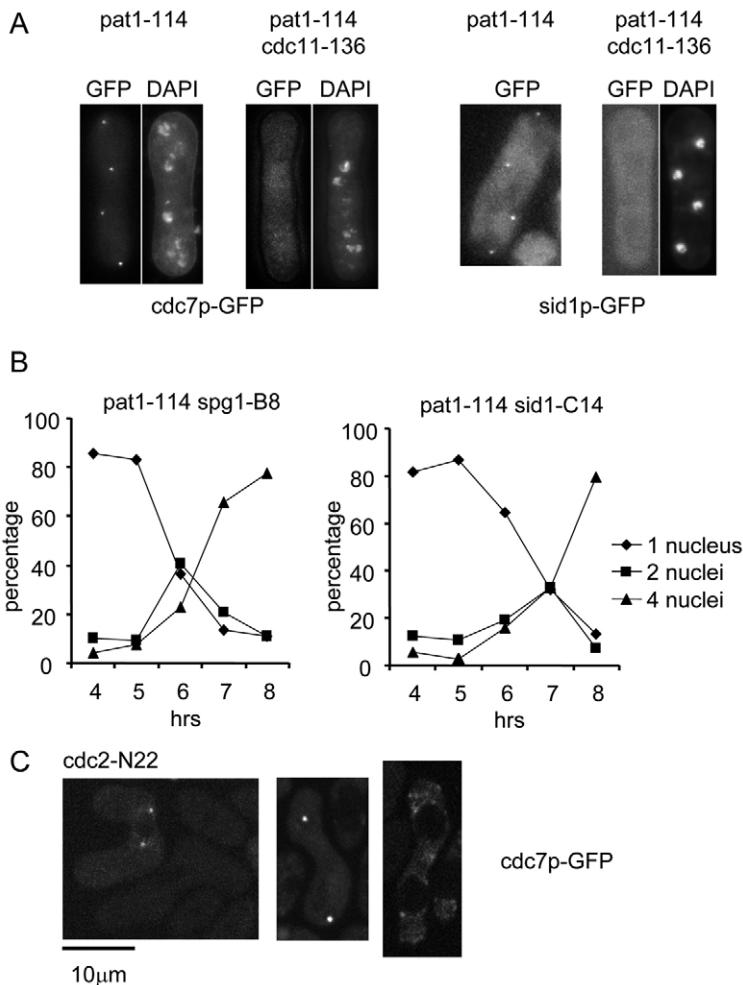 A
pat1-114
pat1-114
cdc11-136
pat1-114
pat1-114
cdc11-136
GFP DAPI
GFP DAPI
GFP
GFP DAPI
cdc7p-GFP
sid1p-GFP
B
pat1-114 spg1-B8
100
80
60
40
20
0
percentage
4 5 6 7 8
hrs
pat1-114 sid1-C14
100
80
60
40
20
0
percentage
4 5 6 7 8
hrs
1 nucleus
2 nuclei
4 nuclei
C
cdc2-N22
cdc7p-GFP
10μm